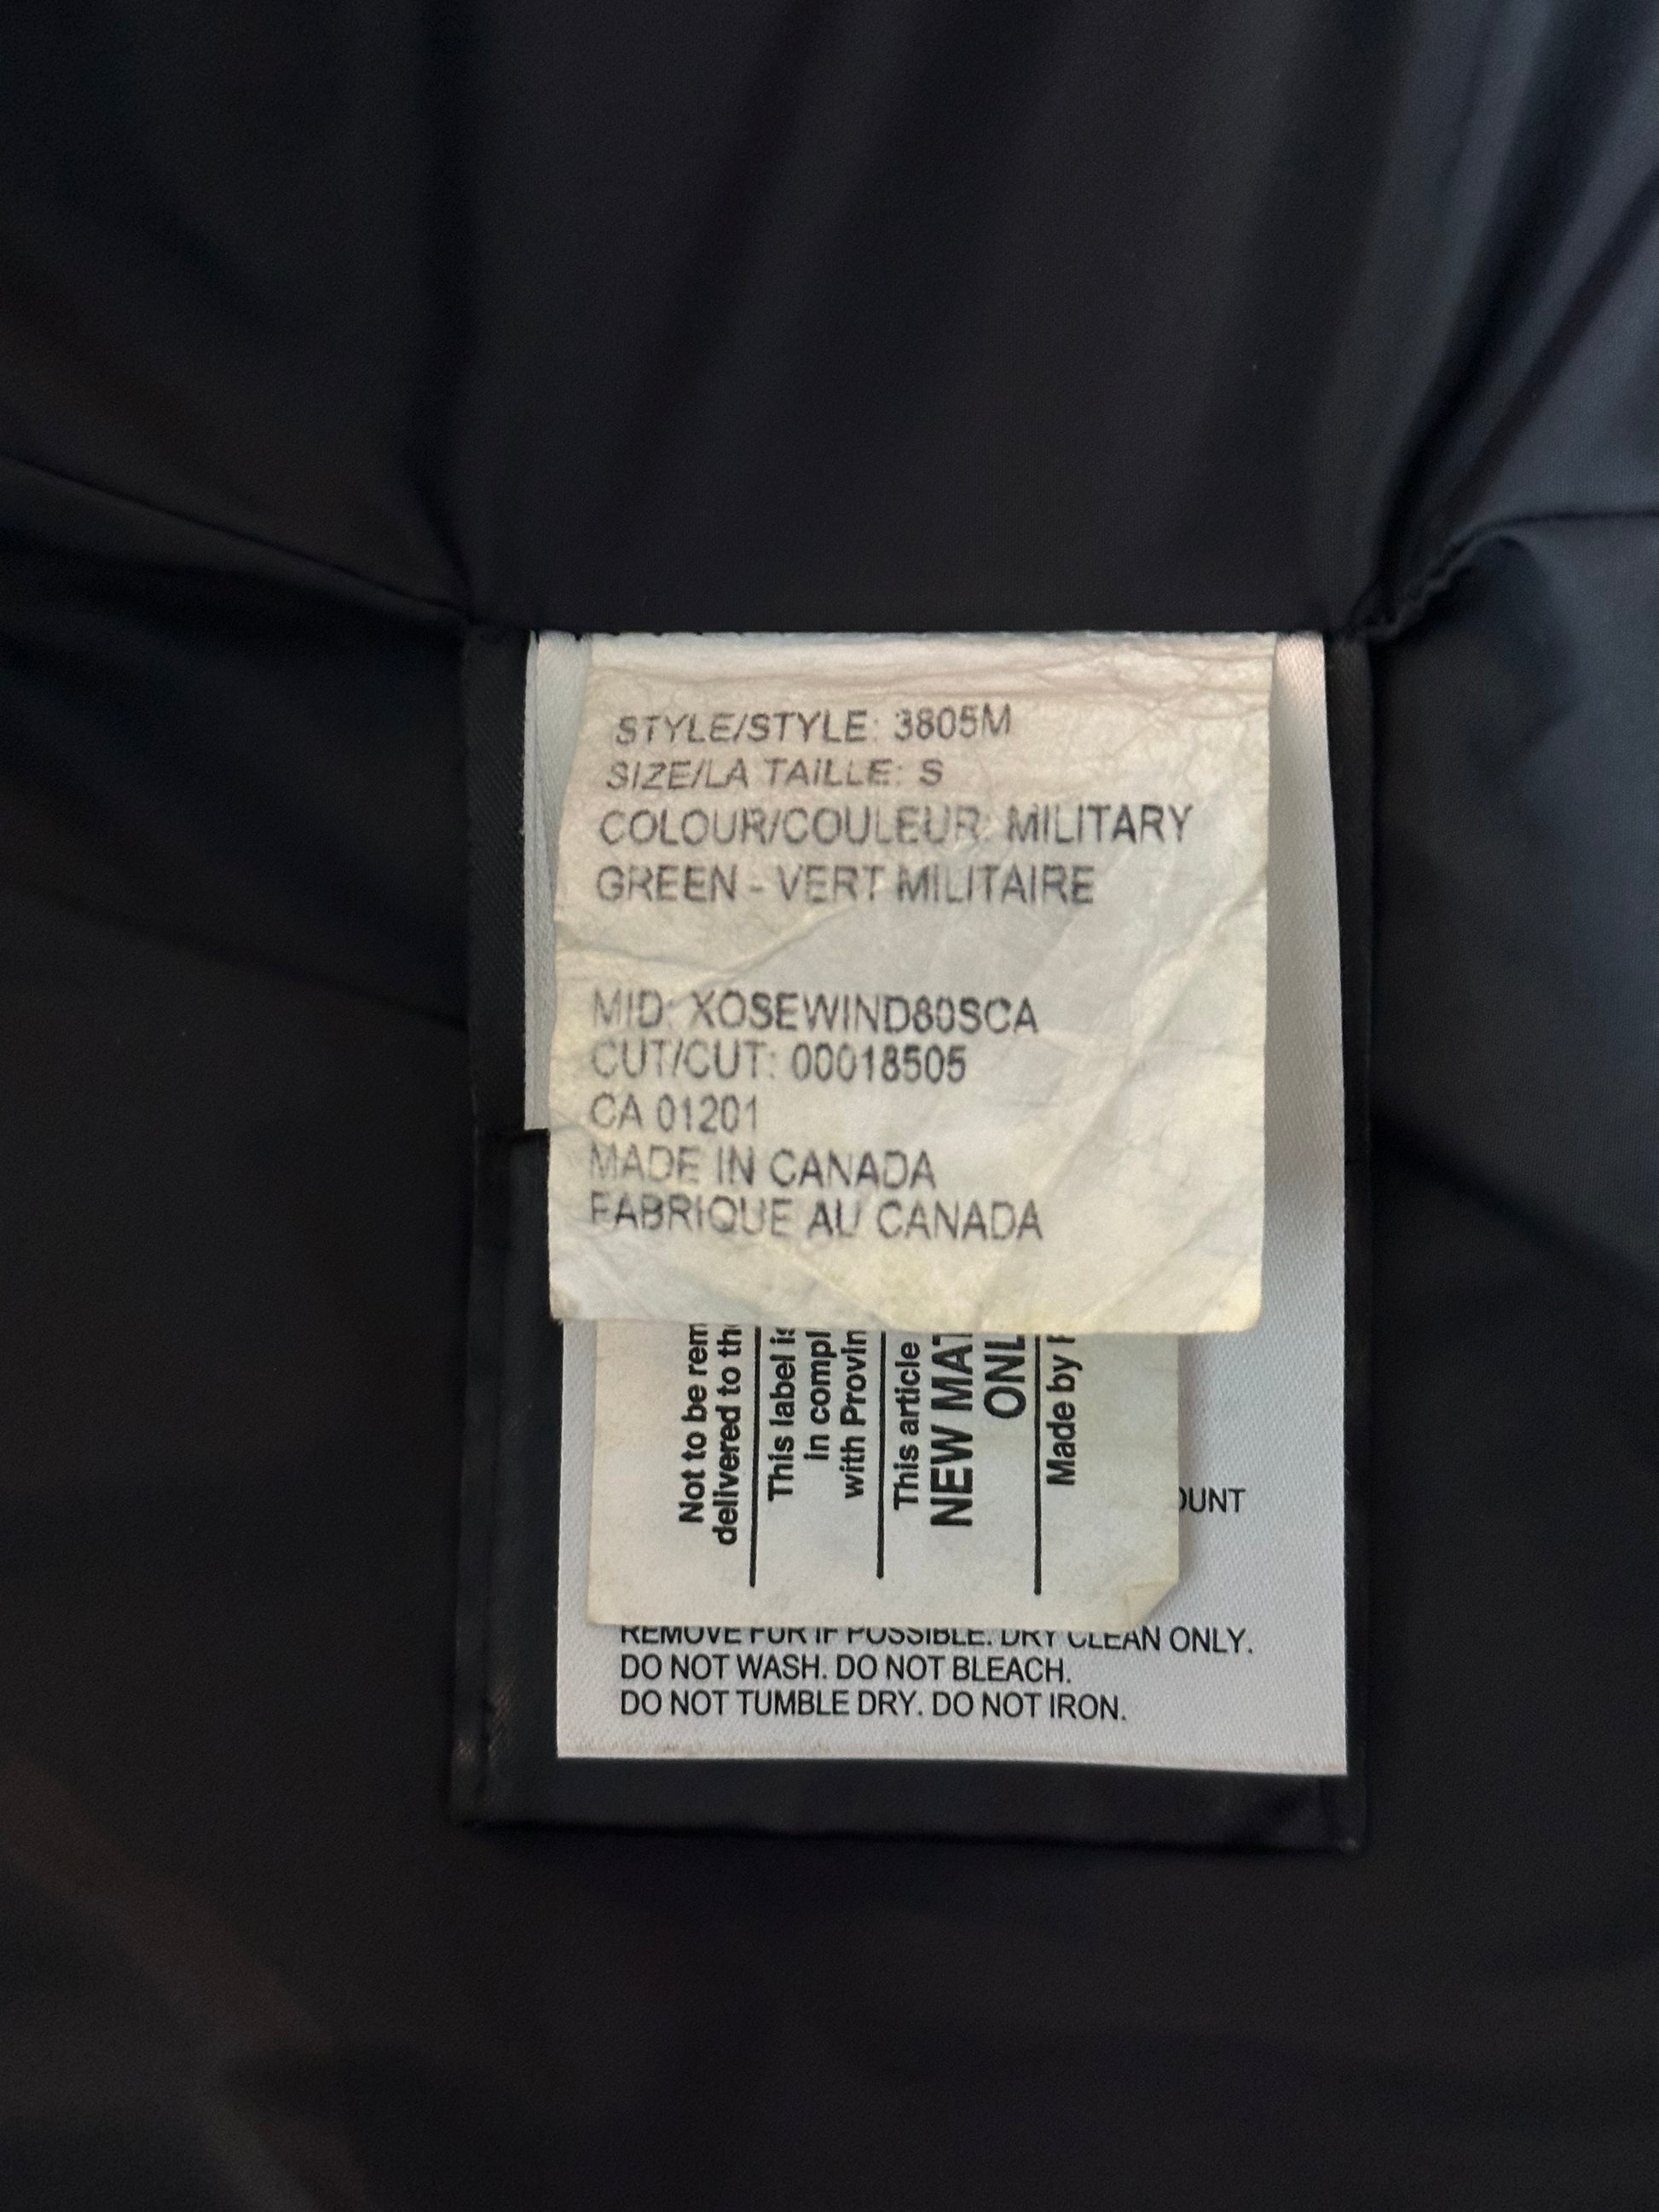 STYLE/STYLE: 3805M
SIZE/LA TAILLE: S
COLOUR/COULEUR: MILITARY
GREEN - VERT MILITAIRE
MID: XOSEWIND80SCA
CUT/CUT: 00018505
CA 01201
MADE IN CANADA
FABRIQUE AU CANADA
Not to be rem
delivered to th
This label is
in compl
with Provin
This article
NEW MAT
ONL
Made by
OUNT
REMOVE FUR IF POSSIBLE. DRY CLEAN ONLY.
DO NOT WASH. DO NOT BLEACH.
DO NOT TUMBLE DRY. DO NOT IRON.